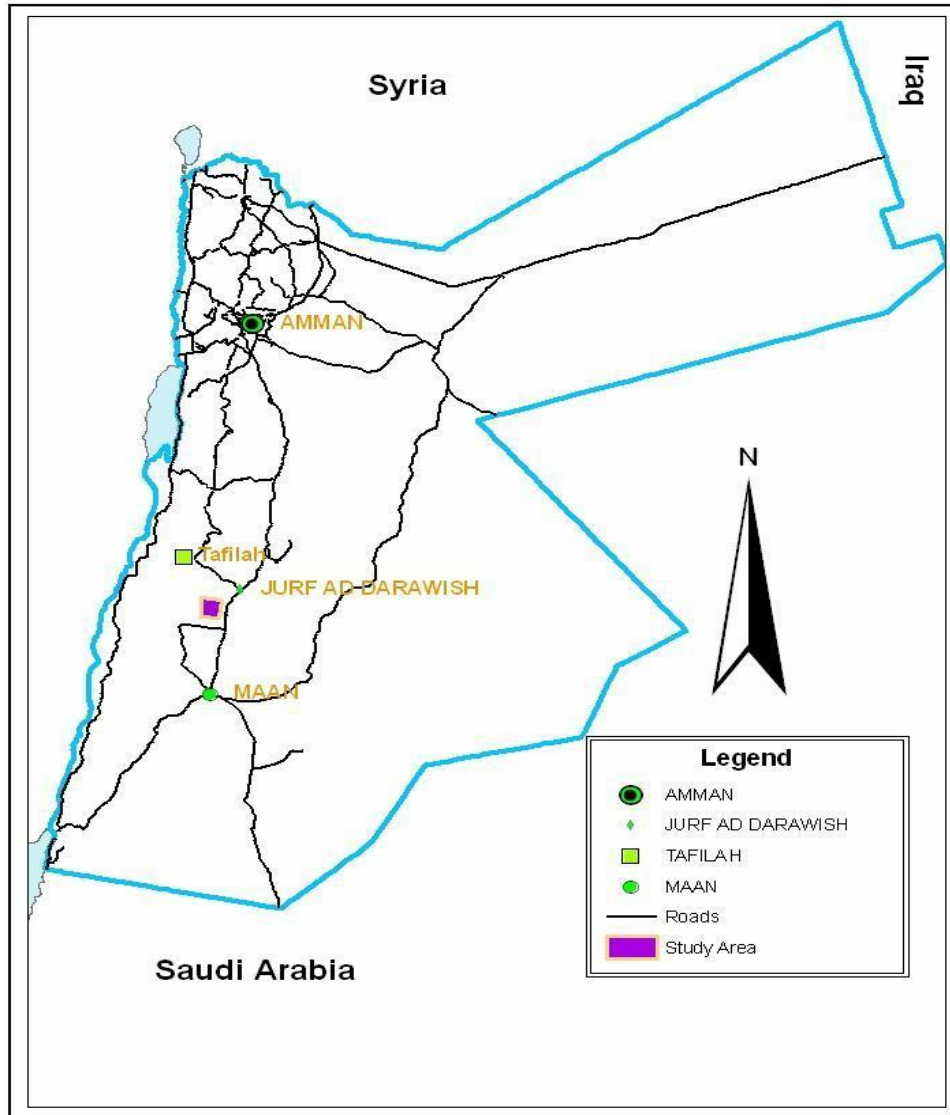 Syria
Iraq
AMMAN
N
Tafilah
JURF AD DARAWISH
MAAN
Legend
AMMAN
JURF AD DARAWISH
TAFILAH
MAAN
Roads
Study Area
Saudi Arabia